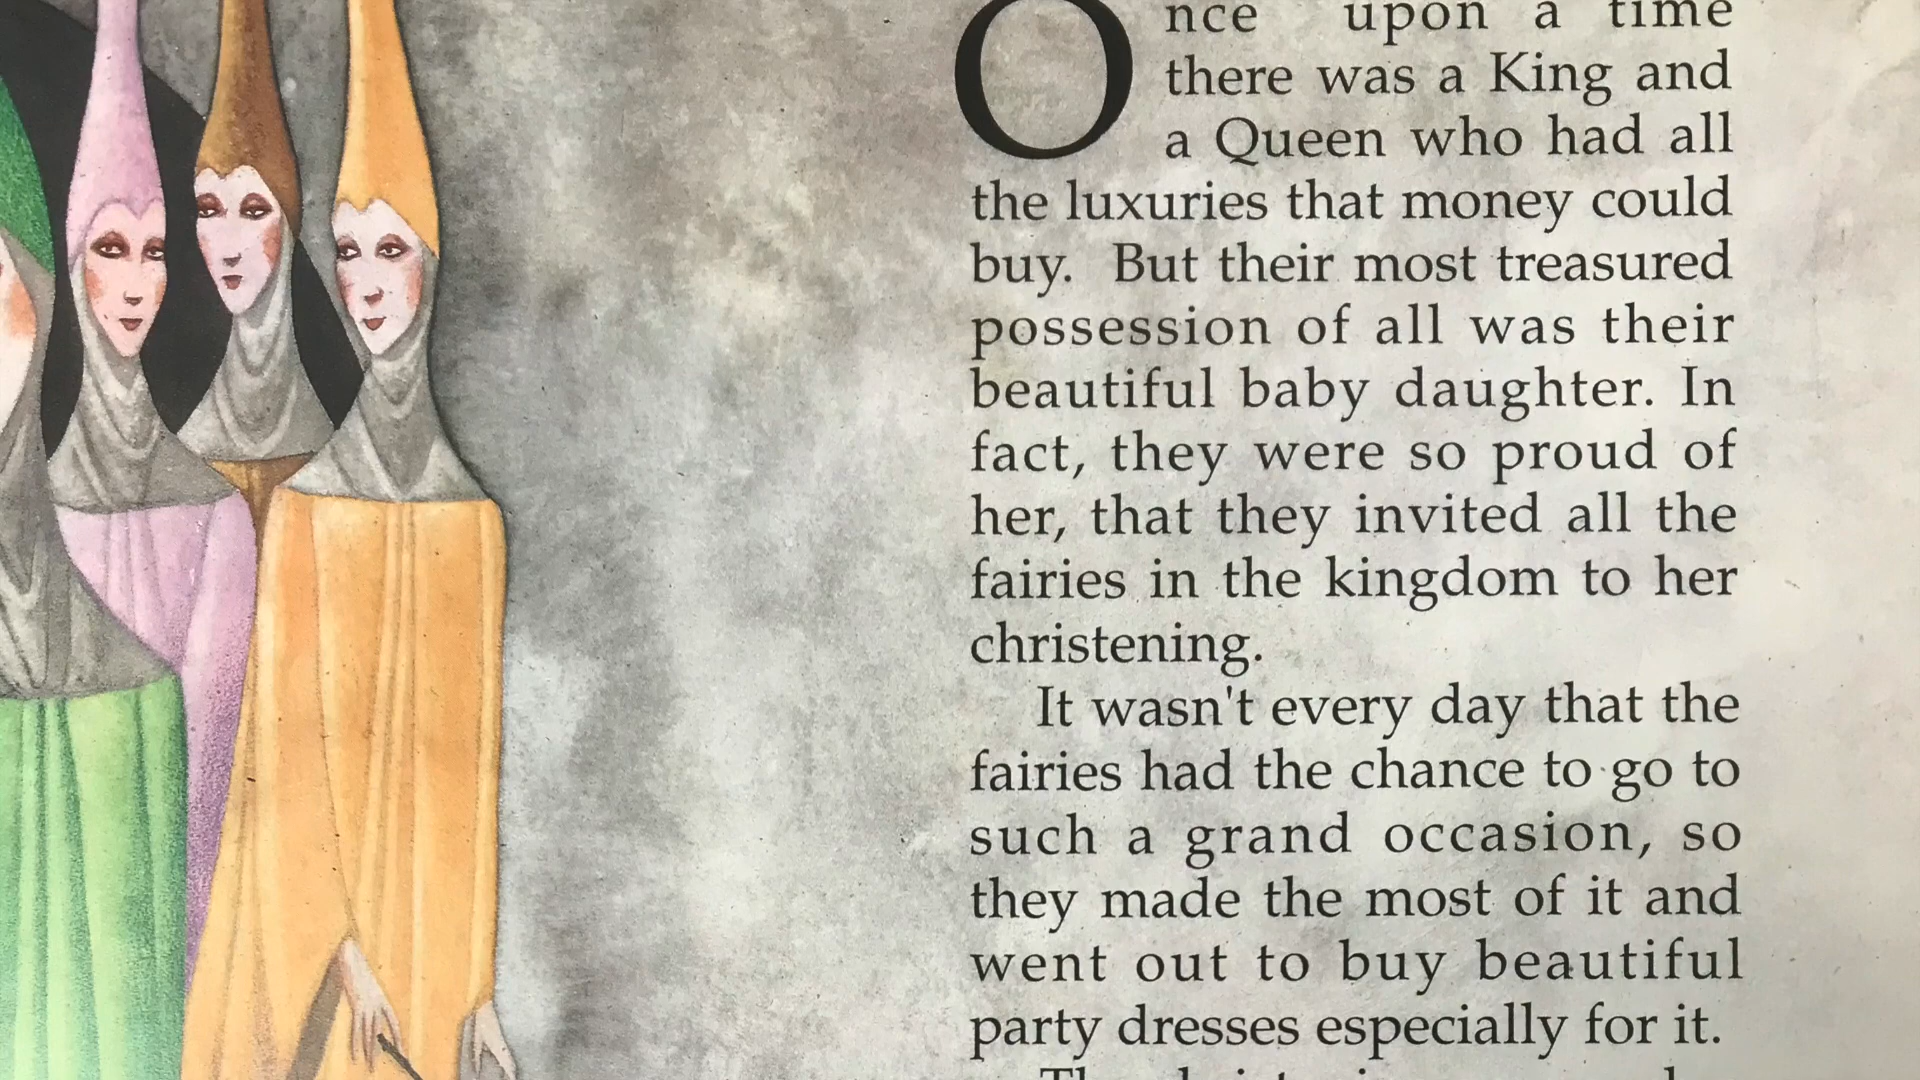 Once upon a time
there was a King and
a Queen who had all
the luxuries that money could
buy. But their most treasured
possession of all was their
beautiful baby daughter. In
fact, they were so proud of
her, that they invited all the
fairies in the kingdom to her
christening.
It wasn't every day that the
fairies had the chance to go to
such a grand occasion, so
they made the most of it and
went out to buy beautiful
party dresses especially for it.